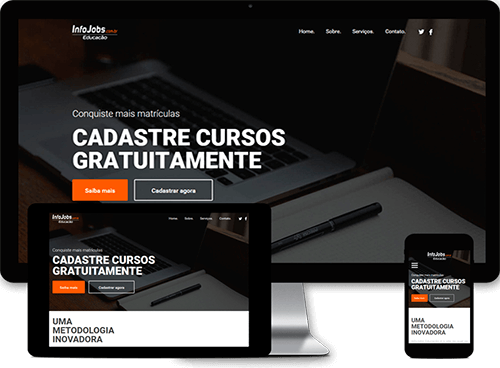 InfoJobs.com.br
Educação
Home. Sobre. Serviços. Contato.
Conquiste mais matrículas
CADASTRE CURSOS
GRATUITAMENTE
Saiba mais Cadastrar agora
InfoJobs
Educação
Home. Sobre. Serviços. Contato.
Conquiste mais matrículas
CADASTRE CURSOS
GRATUITAMENTE
Saiba mais Cadastrar agora
UMA
METODOLOGIA
INOVADORA
InfoJobs
Educação
Conquiste mais matrículas
CADASTRE CURSOS
GRATUITAMENTE
Saiba mais Cadastrar agora
UMA
METODOLOGIA
INOVADORA